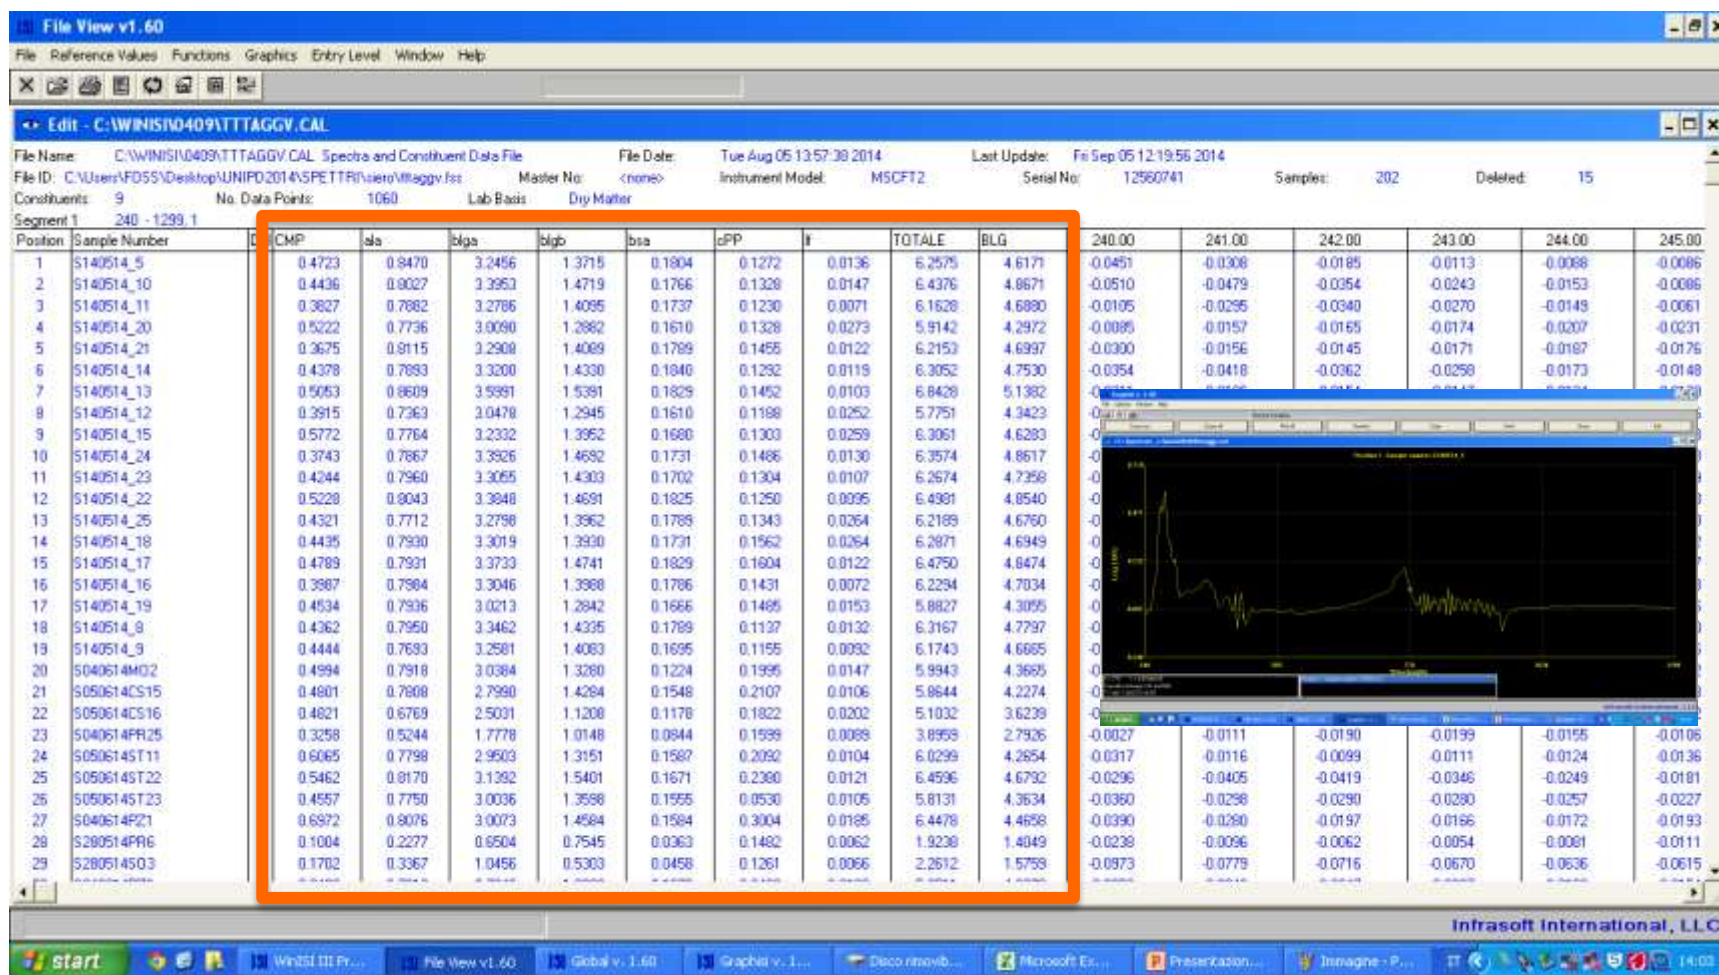 File View v1.60
File Reference Values Functions Graphics Entry Level Window Help
Edit - C:\WINISI\0409\TTTAGGV.CAL
File Name: C:\WINISI\0409\TTTAGGV.CAL Spectra and Constituent Data File File Date: Tue Aug 05 13:57:38 2014 Last Update: Fri Sep 05 12:19:56 2014
File ID: C:\Users\FOSS\Desktop\UNIPD2014\SPETTRI\siero\tttaggv.fss Master No: <none> Instrument Model: MSCFT2 Serial No: 12560741 Samples: 202 Deleted: 15
Constituents: 9 No. Data Points: 1060 Lab Basis Dry Matter
Segment 1 240 - 1299, 1
Position Sample Number CMP ala blga blgb bsa cPP lf TOTALE BLG 240.00 241.00 242.00 243.00 244.00 245.00
1 S140514_5 0.4723 0.8470 3.2456 1.3715 0.1804 0.1272 0.0136 6.2575 4.6171 -0.0451 -0.0308 -0.0185 -0.0113 -0.0088 -0.0086
2 S140514_10 0.4436 0.8027 3.3953 1.4719 0.1766 0.1328 0.0147 6.4376 4.8671 -0.0510 -0.0479 -0.0354 -0.0243 -0.0153 -0.0086
3 S140514_11 0.3827 0.7882 3.2786 1.4095 0.1737 0.1230 0.0071 6.1628 4.6880 -0.0105 -0.0295 -0.0340 -0.0270 -0.0149 -0.0061
4 S140514_20 0.5222 0.7736 3.0090 1.2882 0.1610 0.1328 0.0273 5.9142 4.2972 -0.0085 -0.0157 -0.0165 -0.0174 -0.0207 -0.0231
5 S140514_21 0.3675 0.8115 3.2908 1.4089 0.1789 0.1455 0.0122 6.2153 4.6997 -0.0300 -0.0156 -0.0145 -0.0171 -0.0187 -0.0176
6 S140514_14 0.4378 0.7893 3.3200 1.4330 0.1840 0.1292 0.0119 6.3052 4.7530 -0.0354 -0.0418 -0.0362 -0.0258 -0.0173 -0.0148
7 S140514_13 0.5053 0.8609 3.5991 1.5391 0.1829 0.1452 0.0103 6.8428 5.1382
8 S140514_12 0.3915 0.7363 3.0478 1.2945 0.1610 0.1188 0.0252 5.7751 4.3423
9 S140514_15 0.5772 0.7764 3.2332 1.3952 0.1680 0.1303 0.0259 6.3061 4.6283
10 S140514_24 0.3743 0.7867 3.3926 1.4692 0.1731 0.1486 0.0130 6.3574 4.8617
11 S140514_23 0.4244 0.7960 3.3055 1.4303 0.1702 0.1304 0.0107 6.2674 4.7358
12 S140514_22 0.5228 0.8043 3.3848 1.4691 0.1825 0.1250 0.0095 6.4981 4.8540
13 S140514_25 0.4321 0.7712 3.2798 1.3962 0.1789 0.1343 0.0264 6.2189 4.6760
14 S140514_18 0.4435 0.7930 3.3019 1.3930 0.1731 0.1562 0.0264 6.2871 4.6949
15 S140514_17 0.4789 0.7931 3.3733 1.4741 0.1829 0.1604 0.0122 6.4750 4.8474
16 S140514_16 0.3987 0.7984 3.3046 1.3988 0.1786 0.1431 0.0072 6.2294 4.7034
17 S140514_19 0.4534 0.7936 3.0213 1.2842 0.1666 0.1485 0.0153 5.8827 4.3055
18 S140514_8 0.4362 0.7950 3.3462 1.4335 0.1789 0.1137 0.0132 6.3167 4.7797
19 S140514_9 0.4444 0.7693 3.2581 1.4083 0.1695 0.1155 0.0092 6.1743 4.6665
20 S040614MO2 0.4994 0.7918 3.0384 1.3280 0.1224 0.1995 0.0147 5.9943 4.3665
21 S050614CS15 0.4801 0.7808 2.7990 1.4284 0.1548 0.2107 0.0106 5.8644 4.2274
22 S050614CS16 0.4821 0.6769 2.5031 1.1208 0.1178 0.1822 0.0202 5.1032 3.6239
23 S040614PR25 0.3258 0.5244 1.7778 1.0148 0.0844 0.1599 0.0089 3.8959 2.7926 -0.0027 -0.0111 -0.0190 -0.0199 -0.0155 -0.0106
24 S050614ST11 0.6065 0.7798 2.9503 1.3151 0.1587 0.2092 0.0104 6.0299 4.2654 -0.0317 -0.0116 -0.0099 -0.0111 -0.0124 -0.0136
25 S050614ST22 0.5462 0.8170 3.1392 1.5401 0.1671 0.2380 0.0121 6.4596 4.6792 -0.0296 -0.0405 -0.0419 -0.0346 -0.0249 -0.0181
26 S050614ST23 0.4557 0.7750 3.0036 1.3598 0.1555 0.0530 0.0105 5.8131 4.3634 -0.0360 -0.0298 -0.0290 -0.0280 -0.0257 -0.0227
27 S040614PZ1 0.6972 0.8076 3.0073 1.4584 0.1584 0.3004 0.0185 6.4478 4.4658 -0.0390 -0.0280 -0.0197 -0.0166 -0.0172 -0.0193
28 S280514PR6 0.1004 0.2277 0.6504 0.7545 0.0363 0.1482 0.0062 1.9238 1.4049 -0.0238 -0.0096 -0.0062 -0.0054 -0.0081 -0.0111
29 S280514SO3 0.1702 0.3367 1.0456 0.5303 0.0458 0.1261 0.0066 2.2612 1.5759 -0.0973 -0.0779 -0.0716 -0.0670 -0.0636 -0.0615
Infrasoft International, LLC
start WinISI III Pr... File View v1.60 Global v. 1.60 Graphisi v. 1... Disco rimovib... Microsoft Ex... Presentazion... Immagine - P... IT 14:03